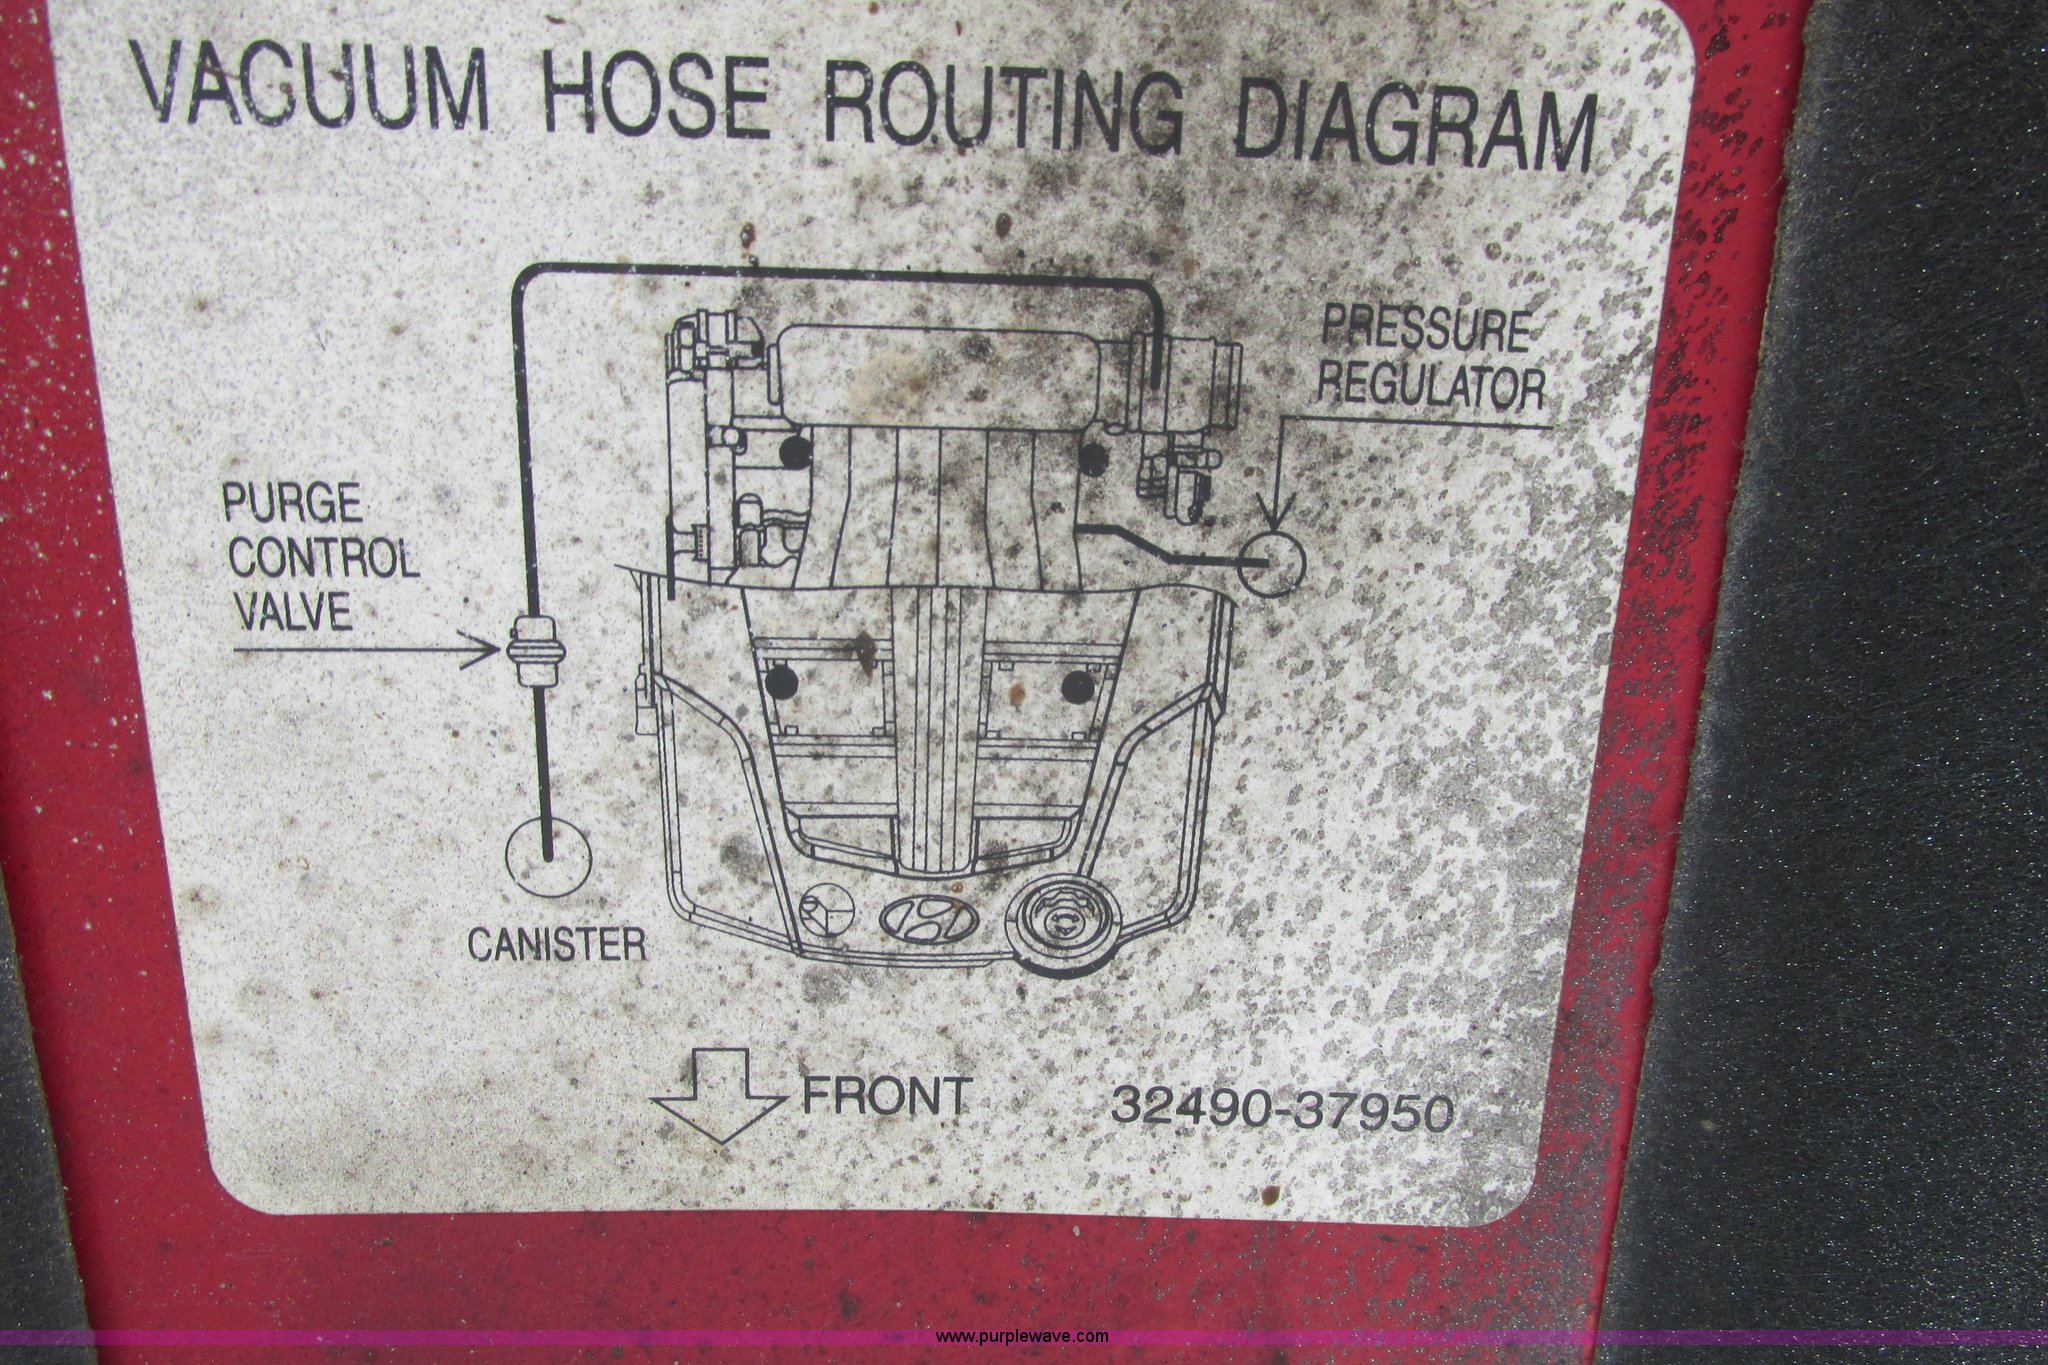 VACUUM HOSE ROUTING DIAGRAM
PRESSURE
REGULATOR
PURGE
CONTROL
VALVE
CANISTER
FRONT
32490-37950
www.purplewave.com